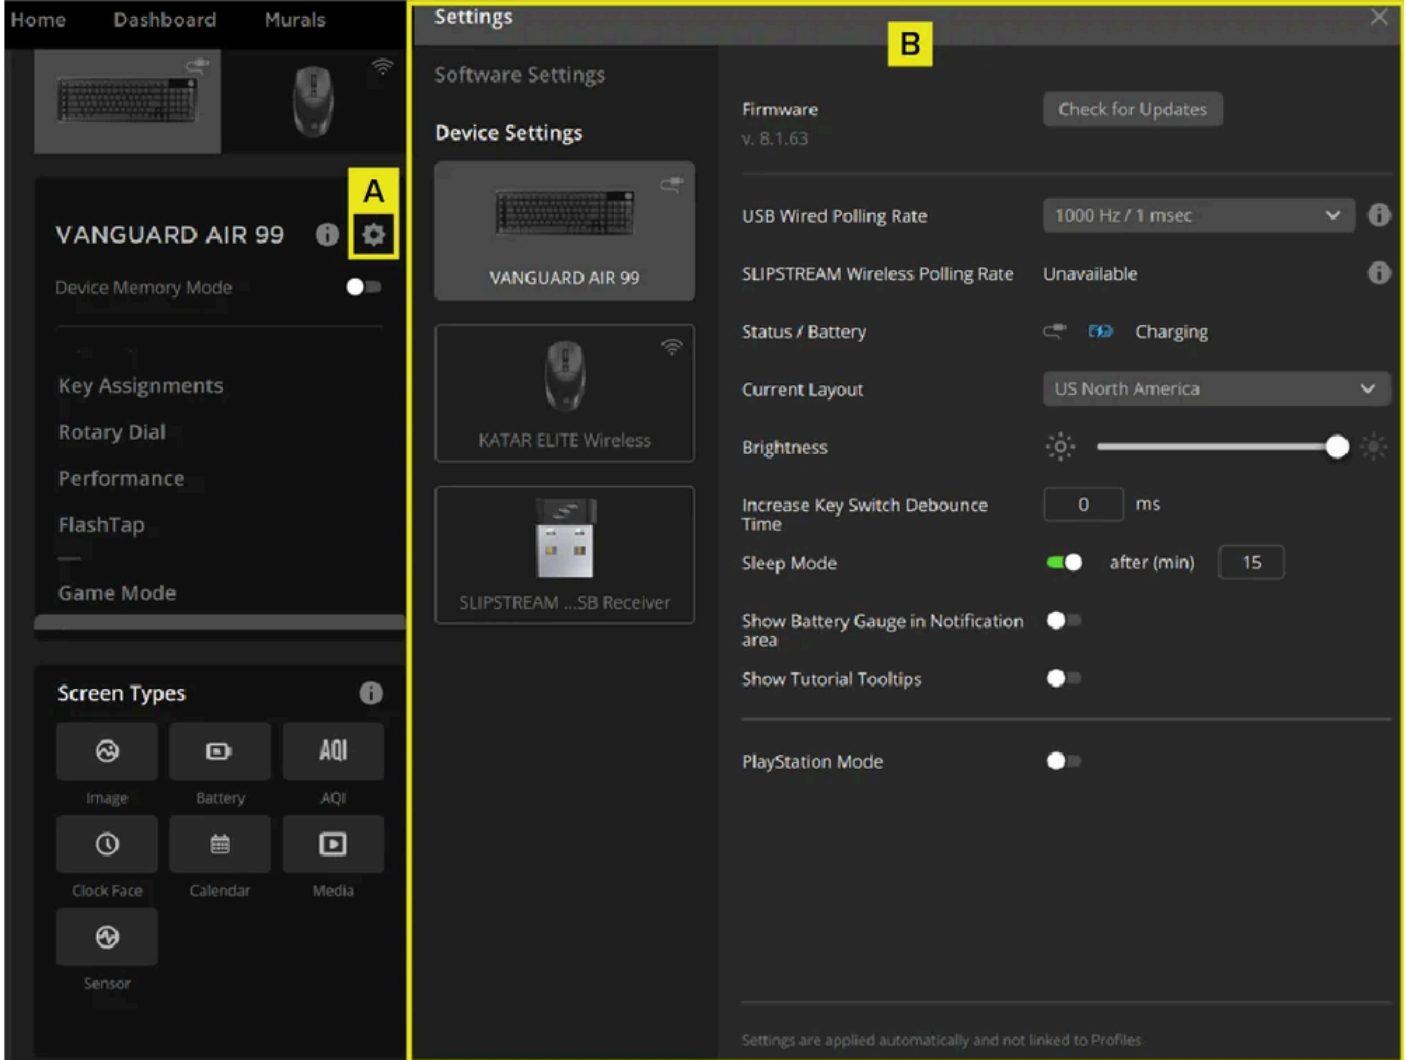 Home Dashboard Murals
A
VANGUARD AIR 99
Device Memory Mode
Key Assignments
Rotary Dial
Performance
FlashTap
Game Mode
Screen Types
AQI
Image Battery AQI
Clock Face Calendar Media
Sensor
Settings
B
Software Settings
Device Settings
VANGUARD AIR 99
KATAR ELITE Wireless
SLIPSTREAM ...SB Receiver
Firmware Check for Updates
v. 8.1.63
USB Wired Polling Rate 1000 Hz / 1 msec
SLIPSTREAM Wireless Polling Rate Unavailable
Status / Battery Charging
Current Layout US North America
Brightness
Increase Key Switch Debounce
Time
0 ms
Sleep Mode after (min) 15
Show Battery Gauge in Notification
area
Show Tutorial Tooltips
PlayStation Mode
Settings are applied automatically and not linked to Profiles